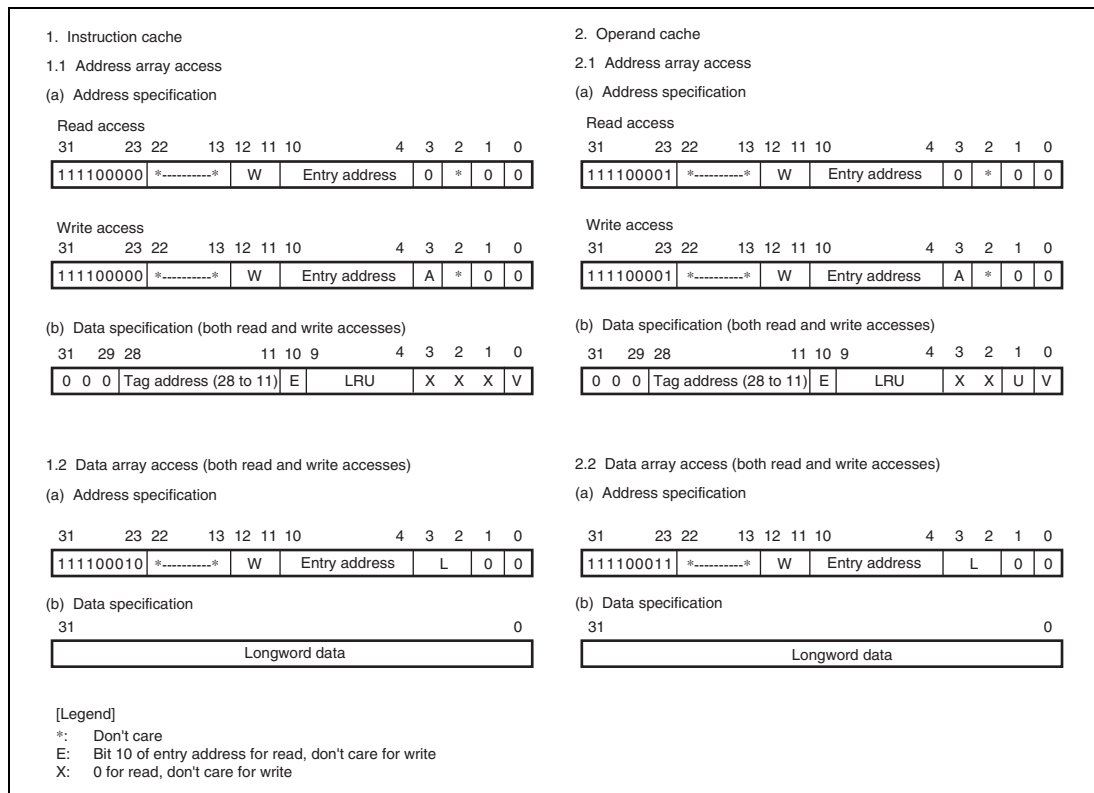 1. Instruction cache
1.1 Address array access
(a) Address specification
Read access
31 23 22 13 12 11 10 4 3 2 1 0
111100000 *----------* W Entry address 0 * 0 0
Write access
31 23 22 13 12 11 10 4 3 2 1 0
111100000 *----------* W Entry address A * 0 0
(b) Data specification (both read and write accesses)
31 29 28 11 10 9 4 3 2 1 0
0 0 0 Tag address (28 to 11) E LRU X X X V
1.2 Data array access (both read and write accesses)
(a) Address specification
31 23 22 13 12 11 10 4 3 2 1 0
111100010 *----------* W Entry address L 0 0
(b) Data specification
31 0
Longword data
2. Operand cache
2.1 Address array access
(a) Address specification
Read access
31 23 22 13 12 11 10 4 3 2 1 0
111100001 *----------* W Entry address 0 * 0 0
Write access
31 23 22 13 12 11 10 4 3 2 1 0
111100001 *----------* W Entry address A * 0 0
(b) Data specification (both read and write accesses)
31 29 28 11 10 9 4 3 2 1 0
0 0 0 Tag address (28 to 11) E LRU X X U V
2.2 Data array access (both read and write accesses)
(a) Address specification
31 23 22 13 12 11 10 4 3 2 1 0
111100011 *----------* W Entry address L 0 0
(b) Data specification
31 0
Longword data
[Legend]
*: Don't care
E: Bit 10 of entry address for read, don't care for write
X: 0 for read, don't care for write